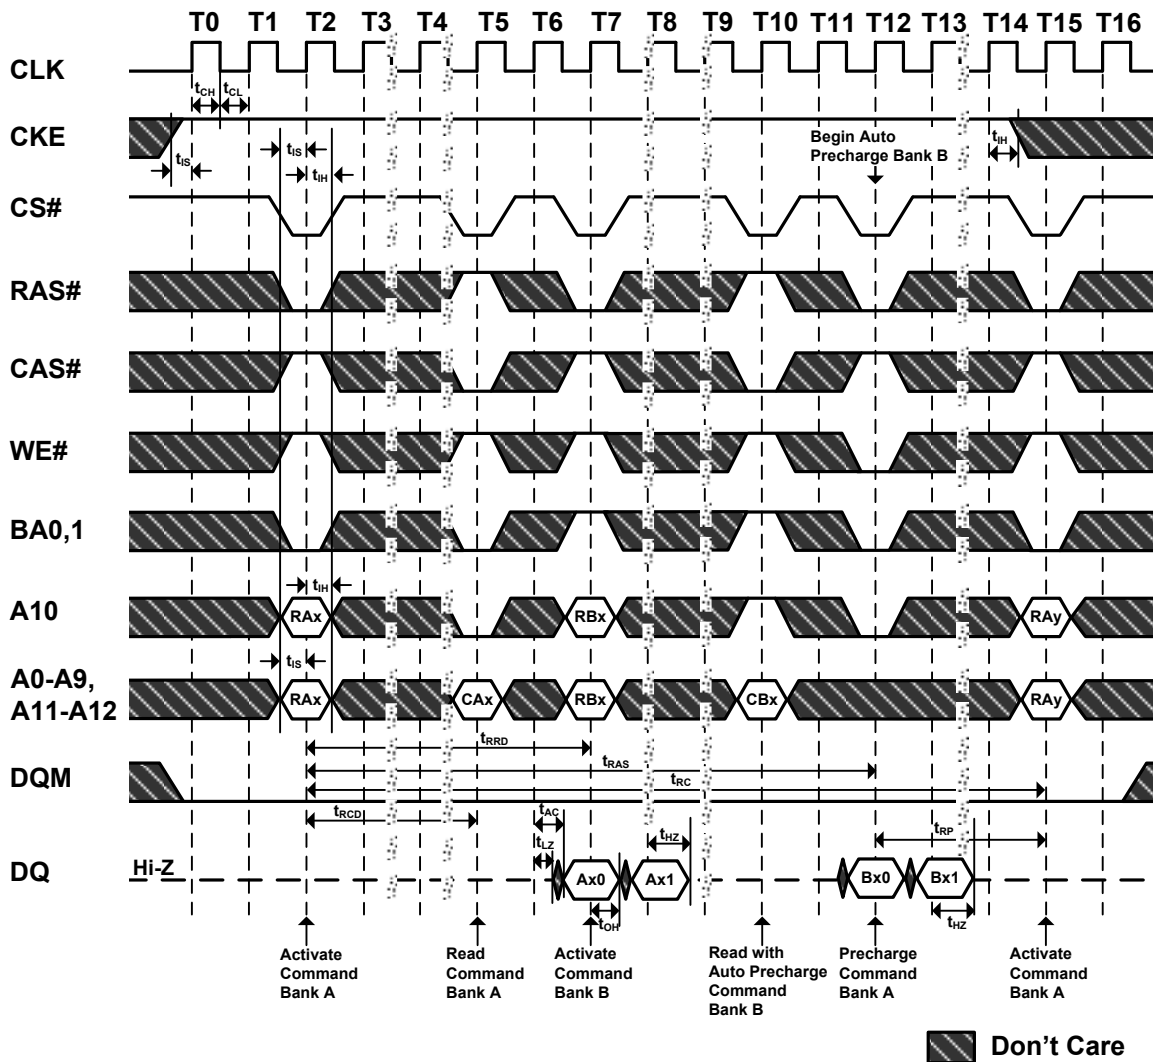 T0 T1 T2 T3 T4 T5 T6 T7 T8 T9 T10 T11 T12 T13 T14 T15 T16
CLK
tCH tCL
CKE
tIS
tIS
tIH
Begin Auto
Precharge Bank B
tIH
CS#
RAS#
CAS#
WE#
BA0,1
tIH
A10
RAx RBx RAy
tIS
A0-A9,
A11-A12
RAx CAx RBx CBx RAy
tRRD
tRAS
DQM
tRC
tRCD
tAC
tRP
tLZ
tHZ
DQ
Hi-Z
Ax0 Ax1 Bx0 Bx1
tOH
tHZ
Activate
Command
Bank A
Read
Command
Bank A
Activate
Command
Bank B
Read with
Auto Precharge
Command
Bank B
Precharge
Command
Bank A
Activate
Command
Bank A
Don't Care